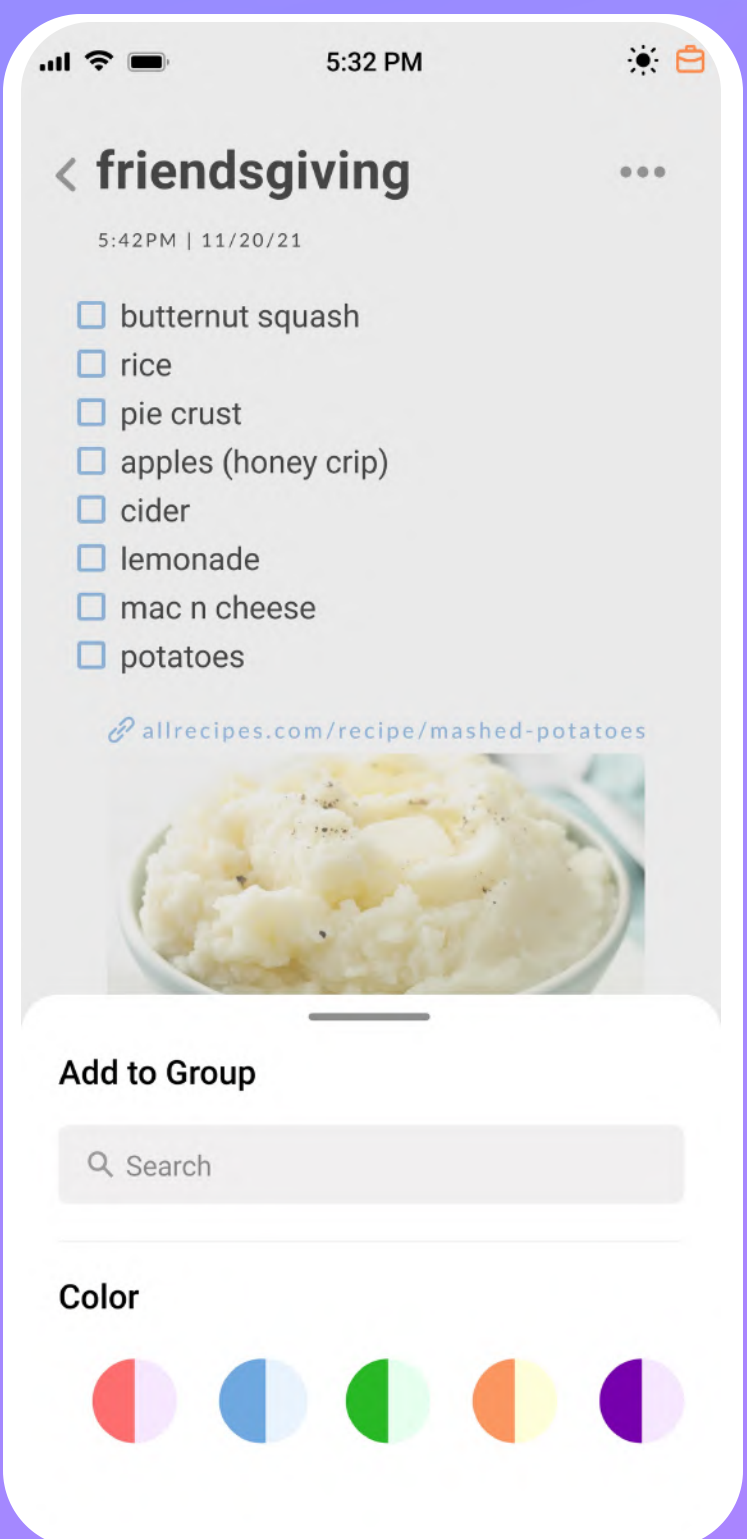 5:32 PM
friendsgiving
5:42PM | 11/20/21
butternut squash
rice
pie crust
apples (honey crip)
cider
lemonade
mac n cheese
potatoes
allrecipes.com/recipe/mashed-potatoes
Add to Group
Search
Color